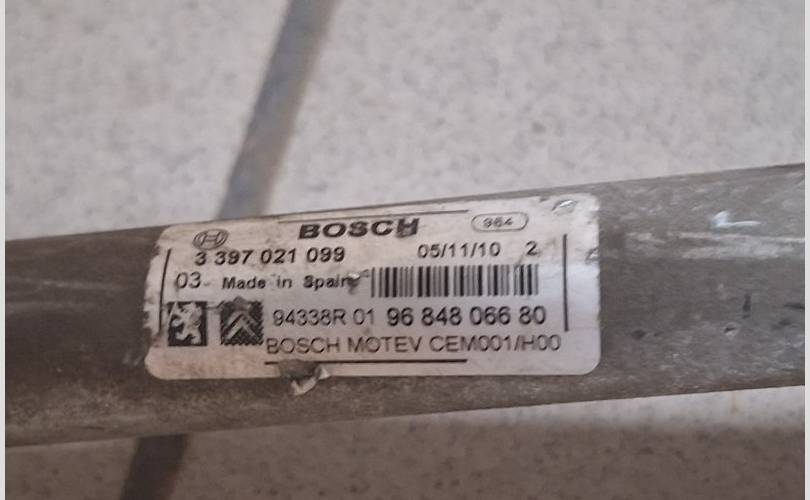 BOSCH 984
3 397 021 099 05/11/10 2
03- Made in Spain
94338R 01 96 848 066 80
BOSCH MOTEV CEM001/H00